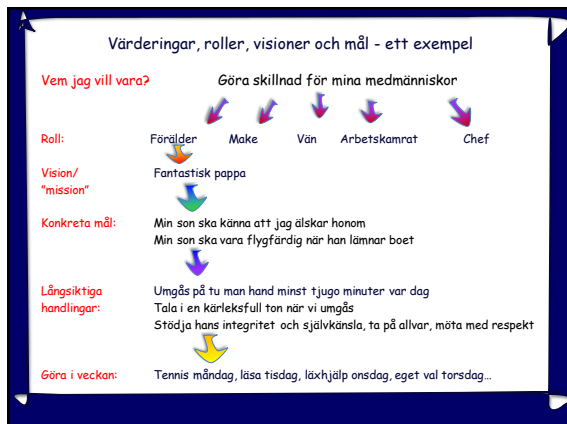 Värderingar, roller, visioner och mål - ett exempel
Vem jag vill vara? Göra skillnad för mina medmänniskor
Roll: Förälder Make Vän Arbetskamrat Chef
Vision/ Fantastisk pappa
"mission"
Konkreta mål: Min son ska känna att jag älskar honom
Min son ska vara flygfärdig när han lämnar boet
Långsiktiga Umgås på tu man hand minst tjugo minuter var dag
handlingar: Tala i en kärleksfull ton när vi umgås
Stödja hans integritet och självkänsla, ta på allvar, möta med respekt
Göra i veckan: Tennis måndag, läsa tisdag, läxhjälp onsdag, eget val torsdag…